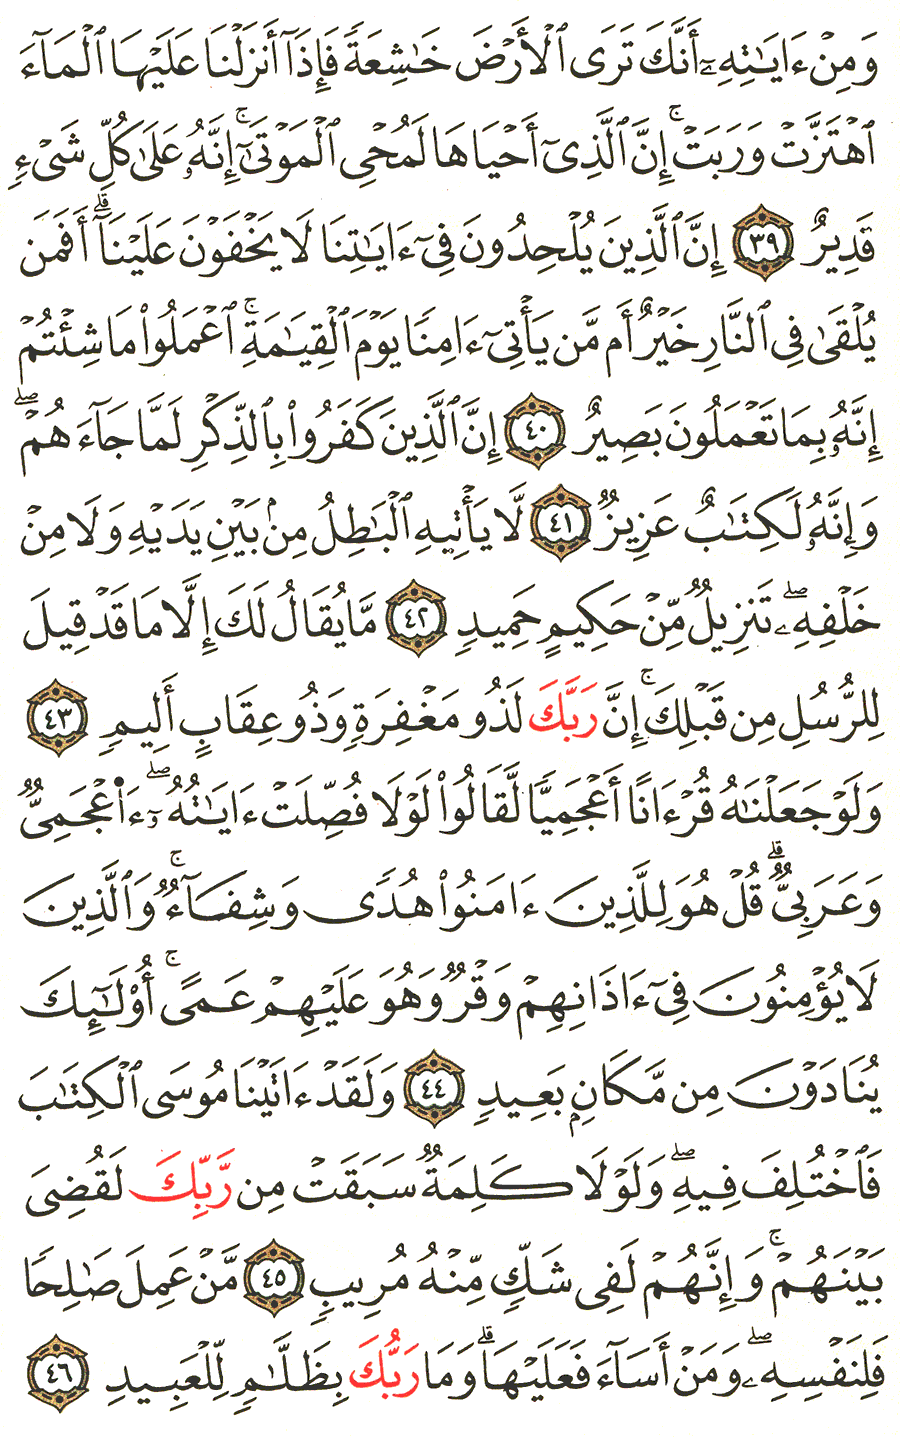 وَمِنْ ءَايَـٰتِهِۦٓ أَنَّكَ تَرَى ٱلْأَرْضَ خَـٰشِعَةً فَإِذَآ أَنزَلْنَا عَلَيْهَا ٱلْمَآءَ
ٱهْتَزَّتْ وَرَبَتْ ۚ إِنَّ ٱلَّذِىٓ أَحْيَاهَا لَمُحْىِ ٱلْمَوْتَىٰٓ ۚ إِنَّهُۥ عَلَىٰ كُلِّ شَىْءٍ
قَدِيرٌ ٣٩ إِنَّ ٱلَّذِينَ يُلْحِدُونَ فِىٓ ءَايَـٰتِنَا لَا يَخْفَوْنَ عَلَيْنَآ ۗ أَفَمَن
يُلْقَىٰ فِى ٱلنَّارِ خَيْرٌ أَم مَّن يَأْتِىٓ ءَامِنًا يَوْمَ ٱلْقِيَـٰمَةِ ۚ ٱعْمَلُوا۟ مَا شِئْتُمْ ۖ
إِنَّهُۥ بِمَا تَعْمَلُونَ بَصِيرٌ ٤٠ إِنَّ ٱلَّذِينَ كَفَرُوا۟ بِٱلذِّكْرِ لَمَّا جَآءَهُمْ ۖ
وَإِنَّهُۥ لَكِتَـٰبٌ عَزِيزٌ ٤١ لَّا يَأْتِيهِ ٱلْبَـٰطِلُ مِنۢ بَيْنِ يَدَيْهِ وَلَا مِنْ
خَلْفِهِۦ ۖ تَنزِيلٌ مِّنْ حَكِيمٍ حَمِيدٍ ٤٢ مَّا يُقَالُ لَكَ إِلَّا مَا قَدْ قِيلَ
لِلرُّسُلِ مِن قَبْلِكَ ۚ إِنَّ رَبَّكَ لَذُو مَغْفِرَةٍ وَذُو عِقَابٍ أَلِيمٍ ٤٣
وَلَوْ جَعَلْنَـٰهُ قُرْءَانًا أَعْجَمِيًّا لَّقَالُوا۟ لَوْلَا فُصِّلَتْ ءَايَـٰتُهُۥٓ ۖ ءَا۬عْجَمِىٌّ
وَعَرَبِىٌّ ۗ قُلْ هُوَ لِلَّذِينَ ءَامَنُوا۟ هُدًى وَشِفَآءٌ ۚ وَٱلَّذِينَ
لَا يُؤْمِنُونَ فِىٓ ءَاذَانِهِمْ وَقْرٌ وَهُوَ عَلَيْهِمْ عَمًى ۚ أُو۟لَـٰٓئِكَ
يُنَادَوْنَ مِن مَّكَانٍۭ بَعِيدٍ ٤٤ وَلَقَدْ ءَاتَيْنَا مُوسَى ٱلْكِتَـٰبَ
فَٱخْتُلِفَ فِيهِ ۖ وَلَوْلَا كَلِمَةٌ سَبَقَتْ مِن رَّبِّكَ لَقُضِىَ
بَيْنَهُمْ ۚ وَإِنَّهُمْ لَفِى شَكٍّ مِّنْهُ مُرِيبٍ ٤٥ مَّنْ عَمِلَ صَـٰلِحًا
فَلِنَفْسِهِۦ ۖ وَمَنْ أَسَآءَ فَعَلَيْهَا ۗ وَمَا رَبُّكَ بِظَلَّـٰمٍ لِّلْعَبِيدِ ٤٦